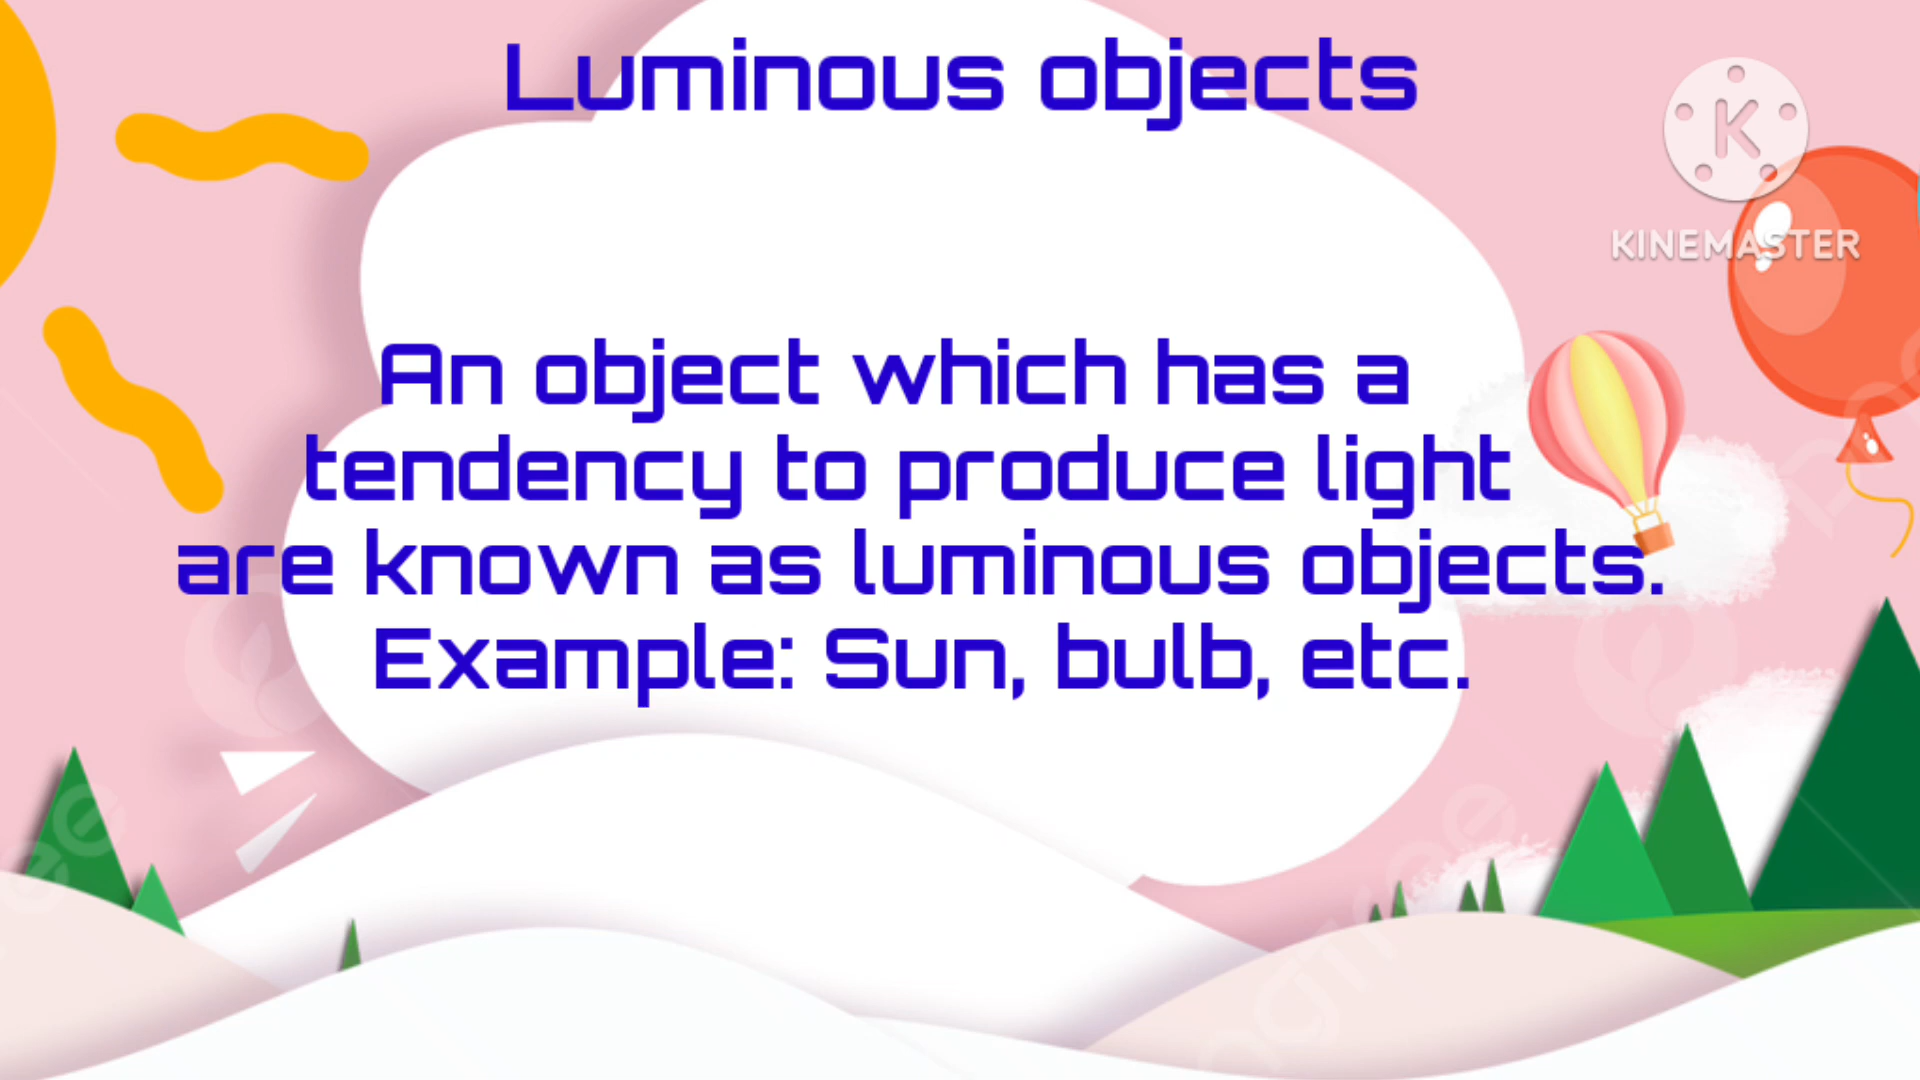 Luminous objects
K
KINEMASTER
An object which has a
tendency to produce light
are known as luminous objects.
Example: Sun, bulb, etc.